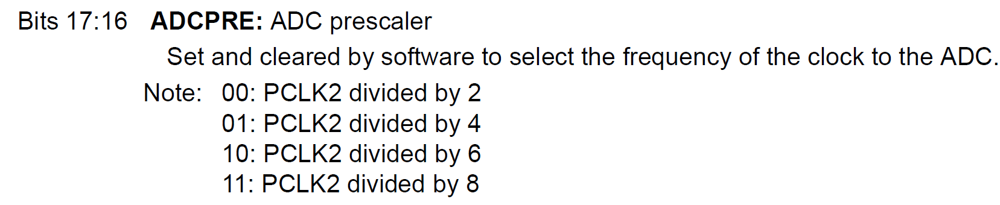 Bits 17:16 ADCPRE: ADC prescaler
Set and cleared by software to select the frequency of the clock to the ADC.
Note: 00: PCLK2 divided by 2
01: PCLK2 divided by 4
10: PCLK2 divided by 6
11: PCLK2 divided by 8